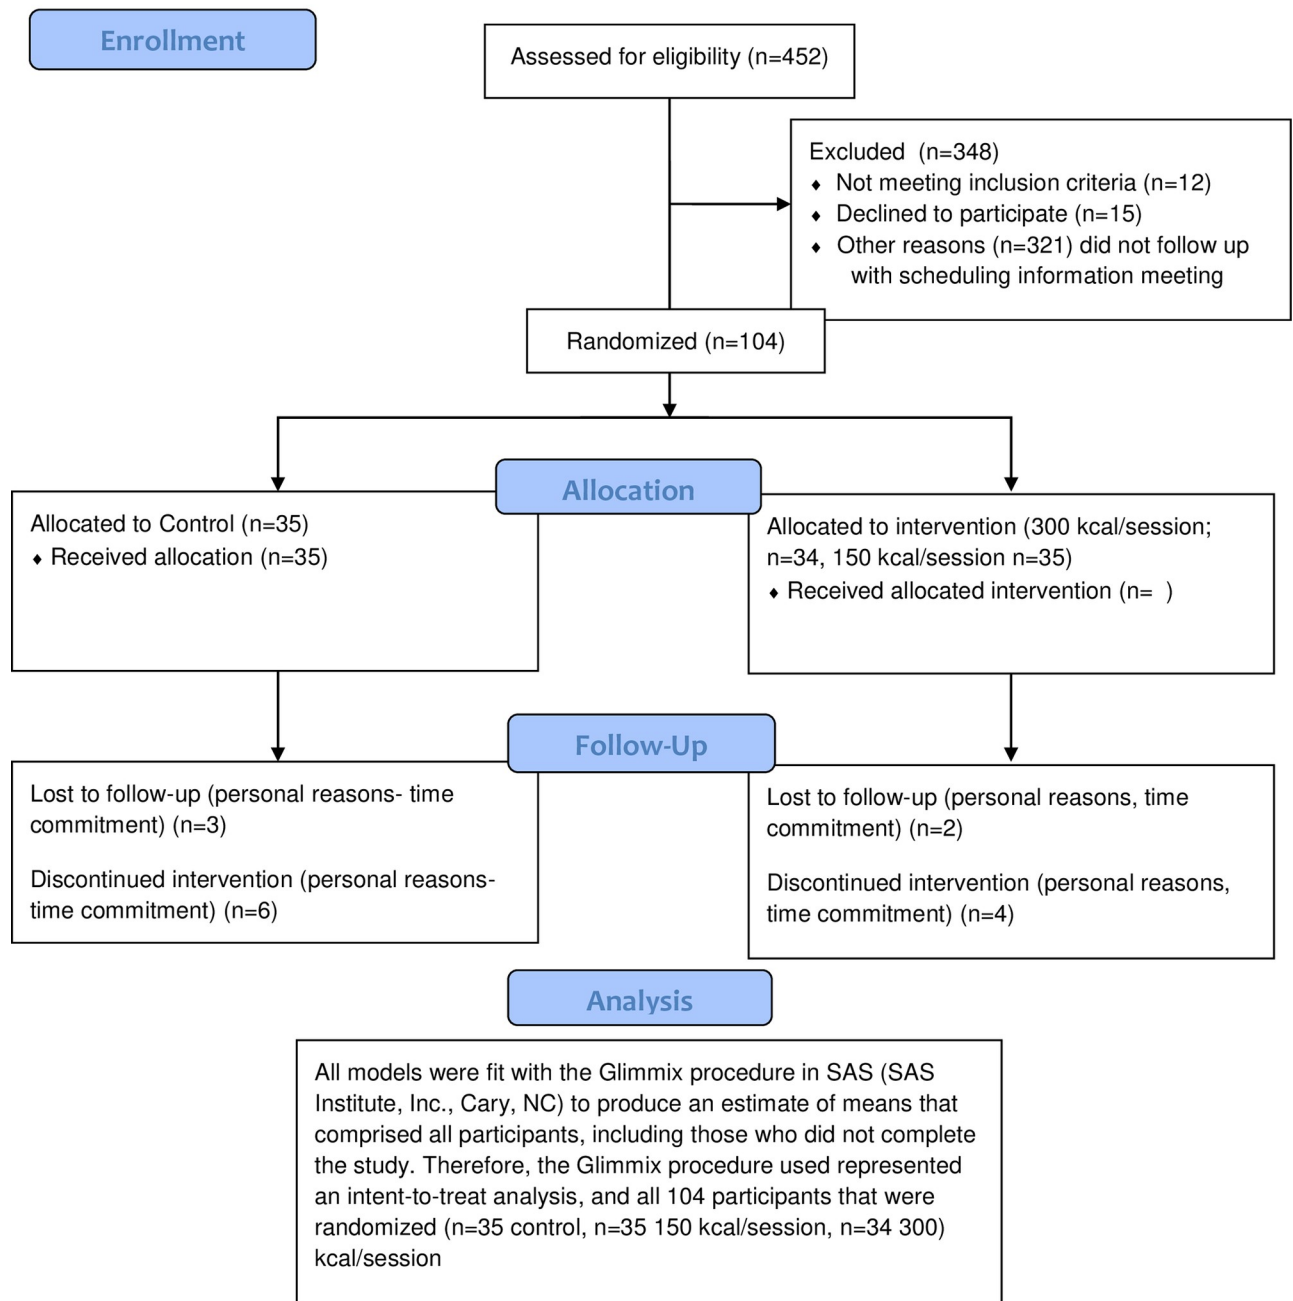 Enrollment
Assessed for eligibility (n=452)
Excluded  (n=348)
♦ Not meeting inclusion criteria (n=12)
♦ Declined to participate (n=15)
♦ Other reasons (n=321) did not follow up
with scheduling information meeting
Randomized (n=104)
Allocation
Allocated to Control (n=35)
♦ Received allocation (n=35)
Allocated to intervention (300 kcal/session;
n=34, 150 kcal/session n=35)
♦ Received allocated intervention (n=  )
Follow-Up
Lost to follow-up (personal reasons- time
commitment) (n=3)
Discontinued intervention (personal reasons-
time commitment) (n=6)
Lost to follow-up (personal reasons, time
commitment) (n=2)
Discontinued intervention (personal reasons,
time commitment) (n=4)
Analysis
All models were fit with the Glimmix procedure in SAS (SAS
Institute, Inc., Cary, NC) to produce an estimate of means that
comprised all participants, including those who did not complete
the study. Therefore, the Glimmix procedure used represented
an intent-to-treat analysis, and all 104 participants that were
randomized (n=35 control, n=35 150 kcal/session, n=34 300)
kcal/session